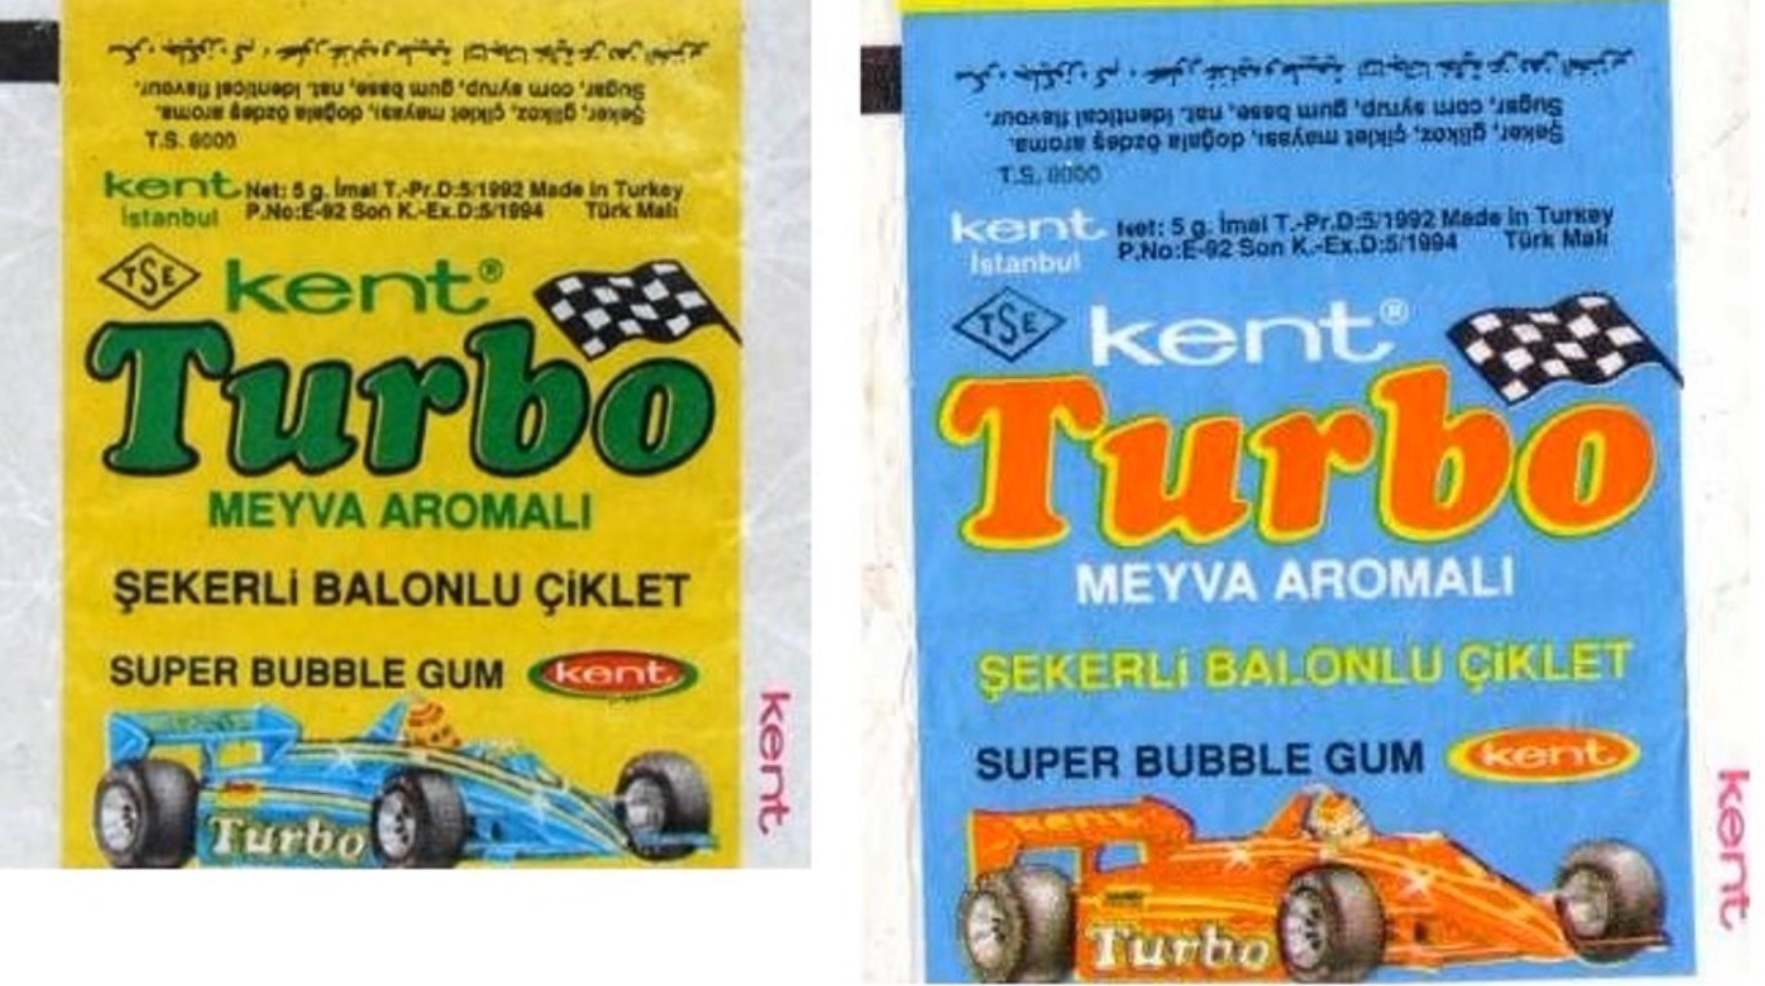 Şeker, glikoz, çiklet mayası, doğala özdeş aroma.
Sugar, corn syrup, gum base, nat. identical flavour.
T.S. 8000
kent
İstanbul
Net: 5 g. İmal T.-Pr.D:5/1992 Made in Turkey
P.No:E-92 Son K.-Ex.D:5/1994 Türk Malı
TSE
kent®
Turbo
MEYVA AROMALI
ŞEKERLİ BALONLU ÇİKLET
SUPER BUBBLE GUM
kent
Turbo
kent
Şeker, glikoz, çiklet mayası, doğala özdeş aroma.
Sugar, corn syrup, gum base, nat. identical flavour.
T.S.
kent
İstanbul
Net: 5 g. İmal T.-Pr.D:5/1992 Made in Turkey
P.No:E-92 Son K.-Ex.D:5/1994 Türk Malı
TSE
kent®
Turbo
MEYVA AROMALI
ŞEKERLİ BALONLU ÇİKLET
SUPER BUBBLE GUM
kent
kent
Turbo
kent